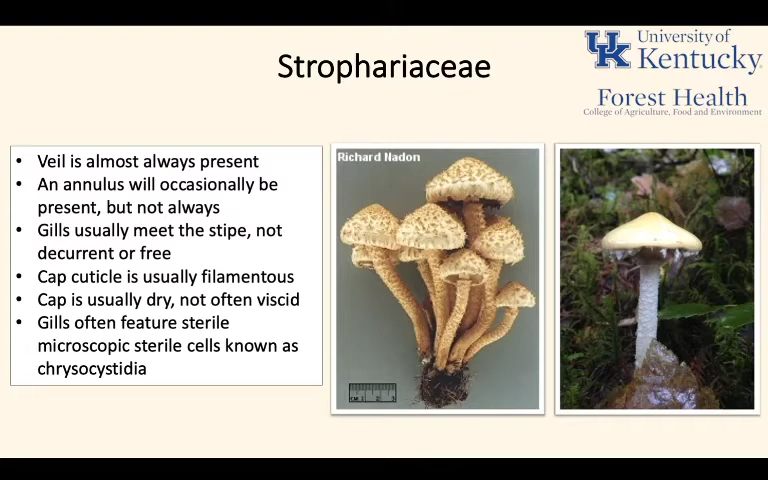 Strophariaceae
University of
Kentucky
Forest Health
College of Agriculture, Food and Environment
• Veil is almost always present
• An annulus will occasionally be
present, but not always
• Gills usually meet the stipe, not
decurrent or free
• Cap cuticle is usually filamentous
• Cap is usually dry, not often viscid
• Gills often feature sterile
microscopic sterile cells known as
chrysocystidia
Richard Nadon